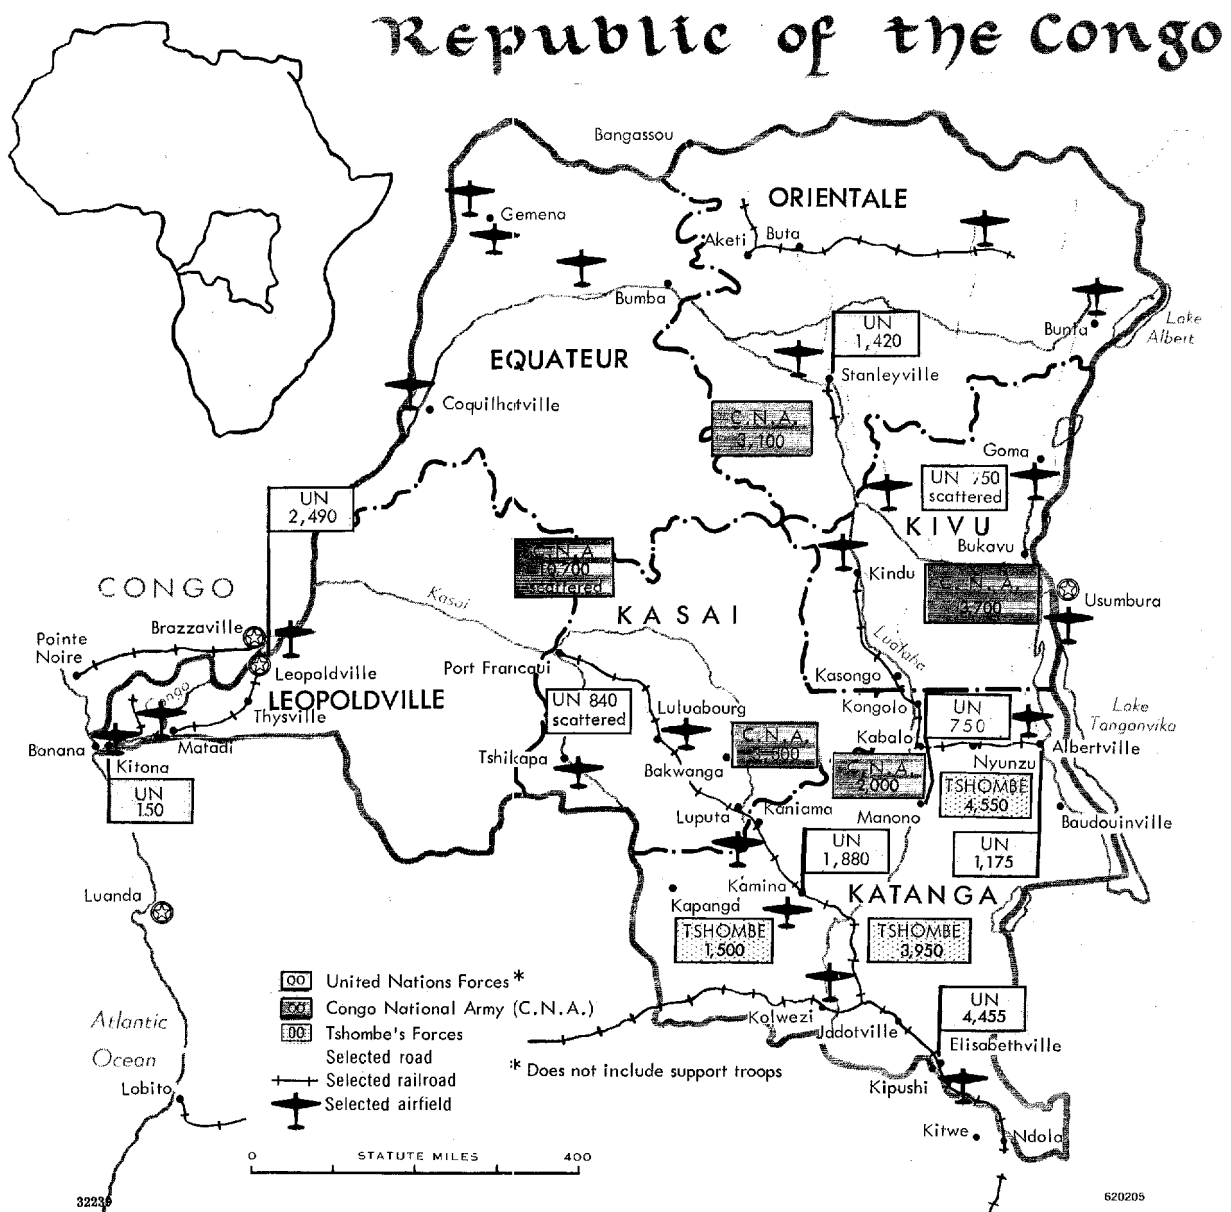 Republic of the Congo
Bangassou
ORIENTALE
Gemena
Aketi
Buta
Bumba
Bunia
Lake
Albert
UN
1,420
EQUATEUR
Stanleyville
Coquilhatville
C.N.A.
3,100
Goma
UN 750
scattered
UN
2,490
KIVU
Bukavu
C.N.A.
10,700
scattered
CONGO
Kasai
KASAI
Kindu
C.N.A.
3,700
Usumbura
Brazzaville
Pointe
Noire
Lualaba
Leopoldville
Port Francqui
Kasongo
Congo
LEOPOLDVILLE
Thysville
UN 840
scattered
Luluabourg
Kongolo
UN
750
Lake
Tanganyika
Banana
Matadi
Kitona
C.N.A.
Kabalo
Albertville
Tshikapa
Bakwanga
Nyunzu
UN
150
C.N.A.
2,000
TSHOMBE
4,550
Luputa
Kaniama
Manono
Baudouinville
UN
1,880
UN
1,175
Luanda
Kamina
KATANGA
Kapanga
TSHOMBE
1,500
TSHOMBE
3,950
00 United Nations Forces *
00 Congo National Army (C.N.A.)
00 Tshombe's Forces
Selected road
Selected railroad
Selected airfield
* Does not include support troops
Atlantic
Ocean
Lobito
Kolwezi
Jadotville
UN
4,455
Elisabethville
Kipushi
Kitwe
Ndola
0 STATUTE MILES 400
32239
620205